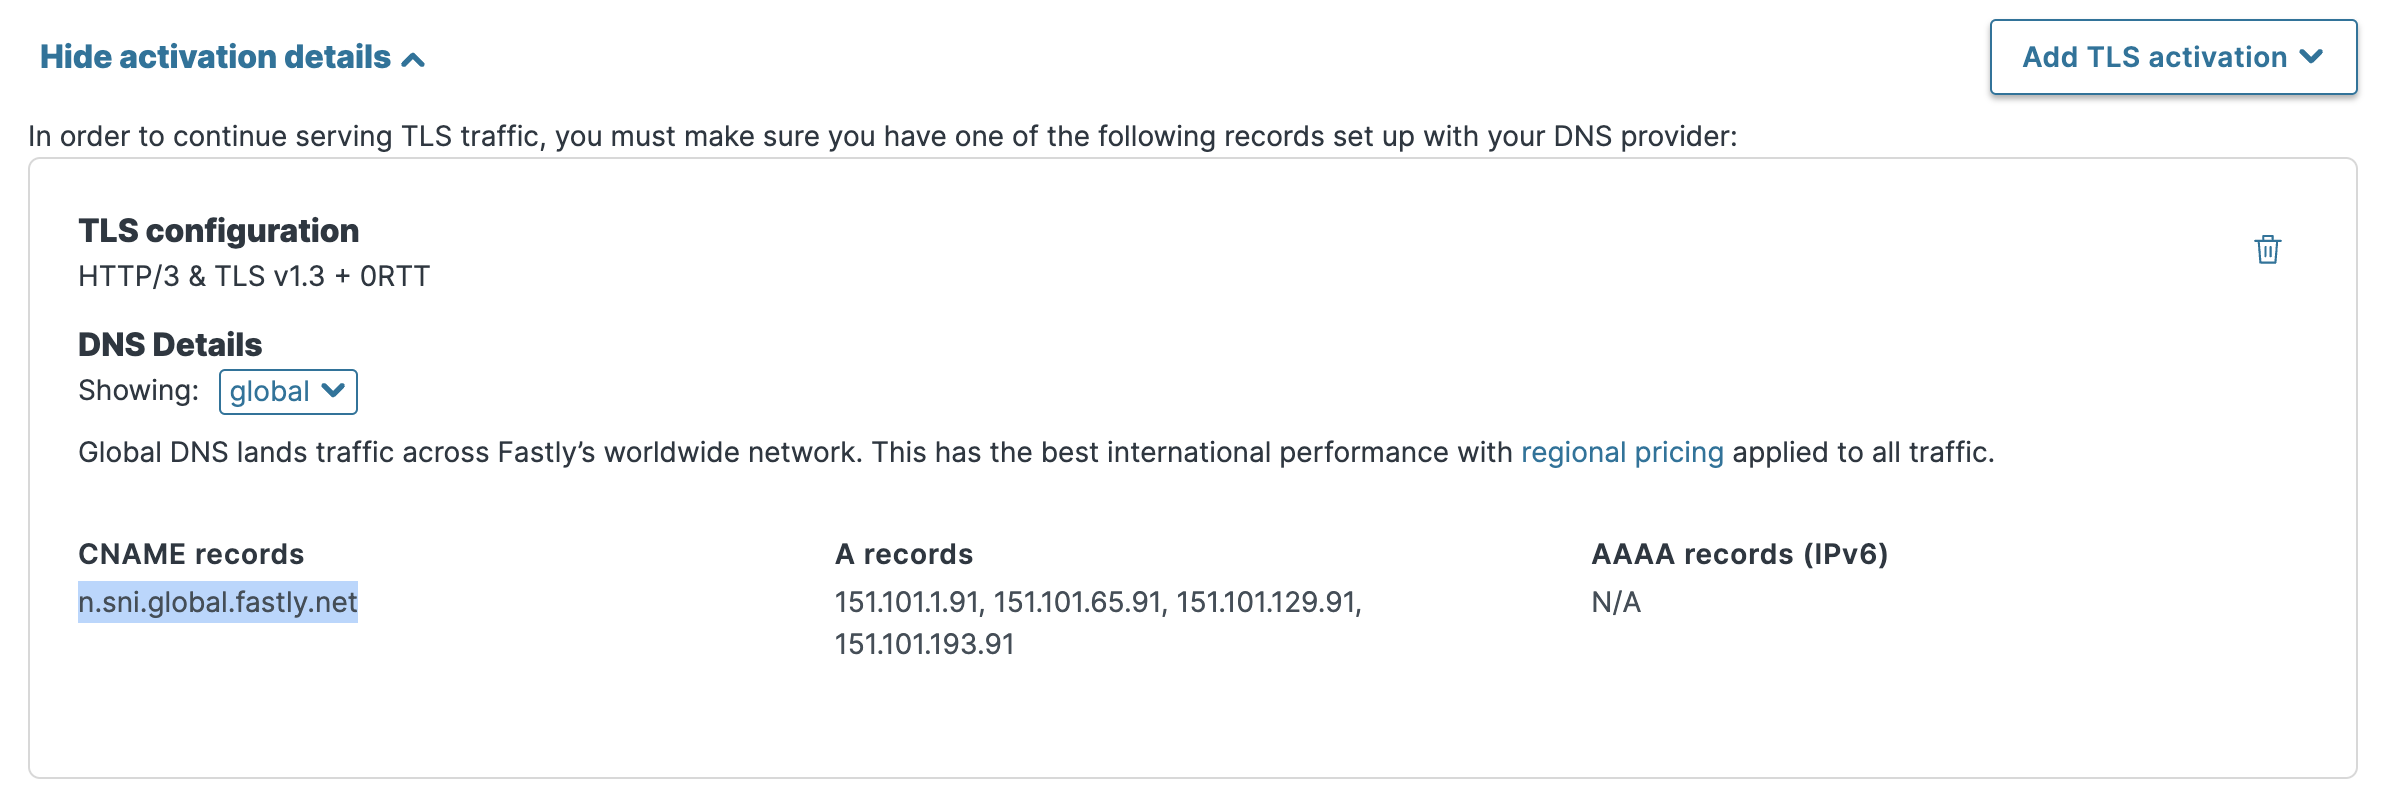 Hide activation details
Add TLS activation
In order to continue serving TLS traffic, you must make sure you have one of the following records set up with your DNS provider:
TLS configuration
HTTP/3 & TLS v1.3 + 0RTT
DNS Details
Showing: global
Global DNS lands traffic across Fastly’s worldwide network. This has the best international performance with regional pricing applied to all traffic.
CNAME records
n.sni.global.fastly.net
A records
151.101.1.91, 151.101.65.91, 151.101.129.91,
151.101.193.91
AAAA records (IPv6)
N/A